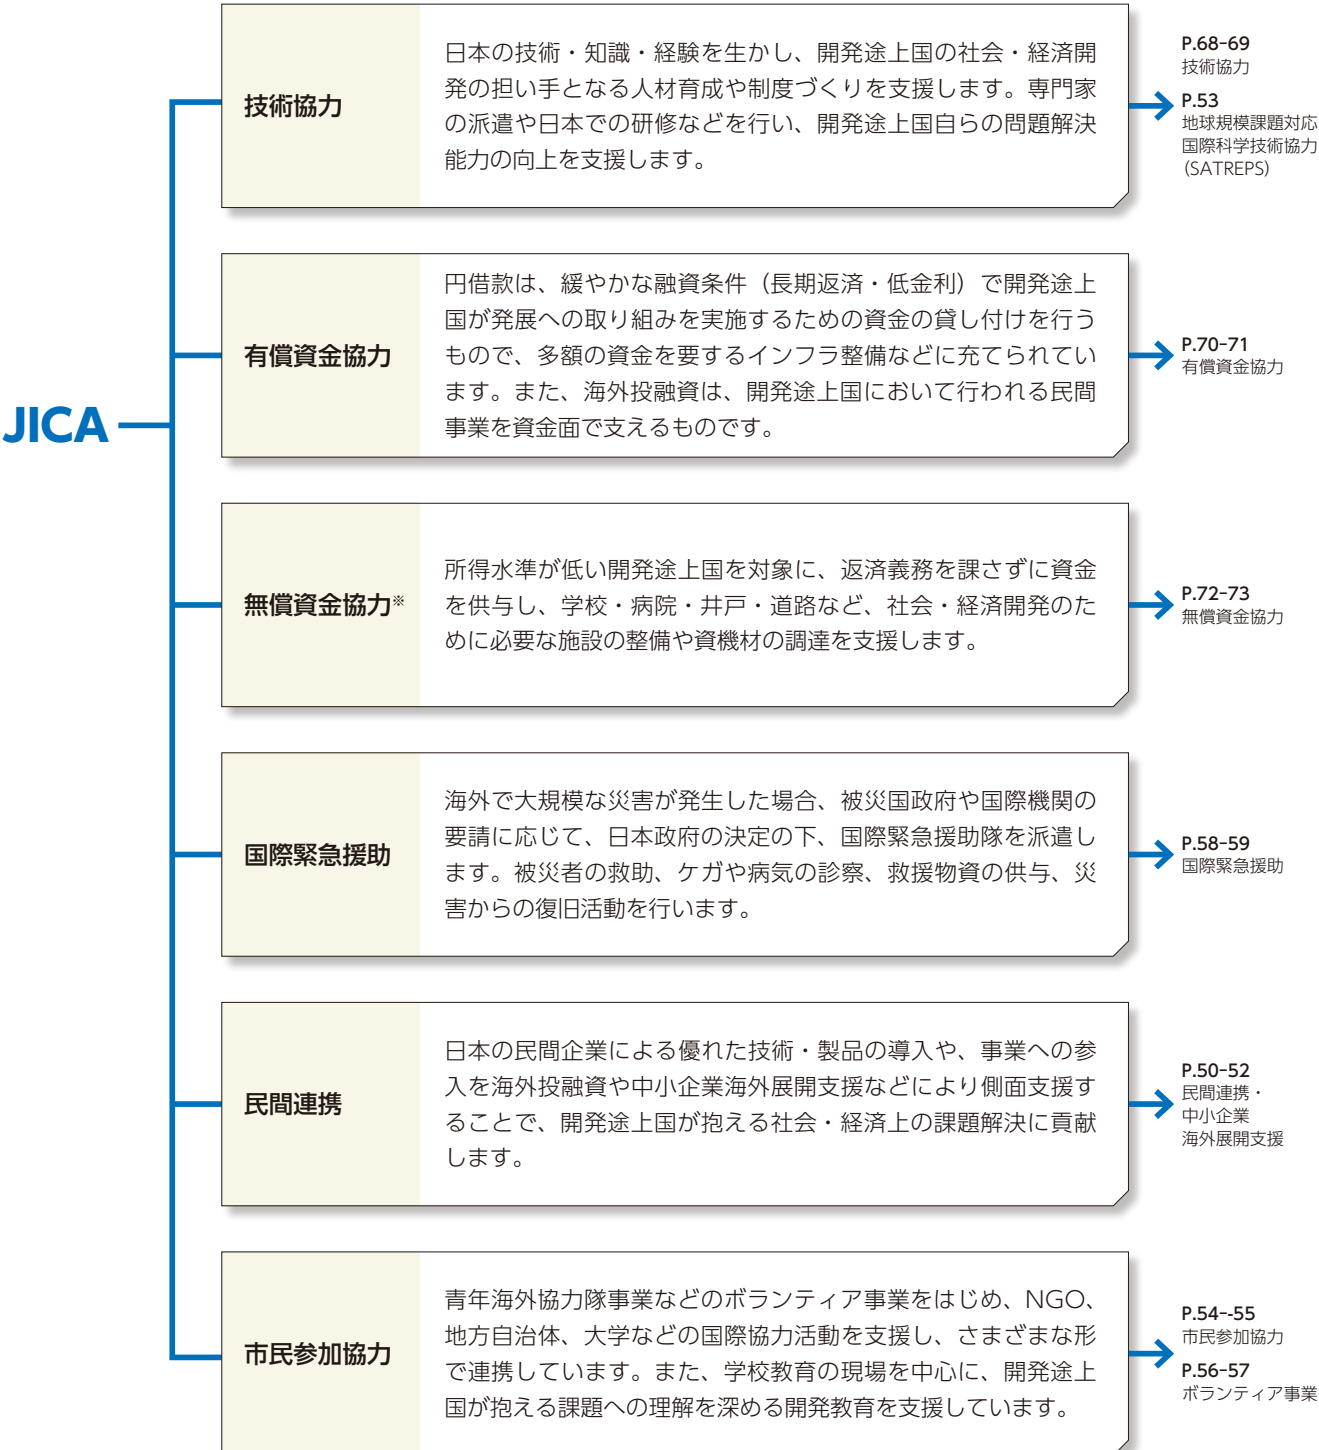 JICA
技術協力
日本の技術・知識・経験を生かし、開発途上国の社会・経済開
発の担い手となる人材育成や制度づくりを支援します。専門家
の派遣や日本での研修などを行い、開発途上国自らの問題解決
能力の向上を支援します。
P.68-69
技術協力
P.53
地球規模課題対応
国際科学技術協力
（SATREPS）
有償資金協力
円借款は、緩やかな融資条件（長期返済・低金利）で開発途上
国が発展への取り組みを実施するための資金の貸し付けを行う
もので、多額の資金を要するインフラ整備などに充てられてい
ます。また、海外投融資は、開発途上国において行われる民間
事業を資金面で支えるものです。
P.70-71
有償資金協力
無償資金協力※
所得水準が低い開発途上国を対象に、返済義務を課さずに資金
を供与し、学校・病院・井戸・道路など、社会・経済開発のた
めに必要な施設の整備や資機材の調達を支援します。
P.72-73
無償資金協力
国際緊急援助
海外で大規模な災害が発生した場合、被災国政府や国際機関の
要請に応じて、日本政府の決定の下、国際緊急援助隊を派遣し
ます。被災者の救助、ケガや病気の診察、救援物資の供与、災
害からの復旧活動を行います。
P.58-59
国際緊急援助
民間連携
日本の民間企業による優れた技術・製品の導入や、事業への参
入を海外投融資や中小企業海外展開支援などにより側面支援す
ることで、開発途上国が抱える社会・経済上の課題解決に貢献
します。
P.50-52
民間連携・
中小企業
海外展開支援
市民参加協力
青年海外協力隊事業などのボランティア事業をはじめ、NGO、
地方自治体、大学などの国際協力活動を支援し、さまざまな形
で連携しています。また、学校教育の現場を中心に、開発途上
国が抱える課題への理解を深める開発教育を支援しています。
P.54--55
市民参加協力
P.56-57
ボランティア事業